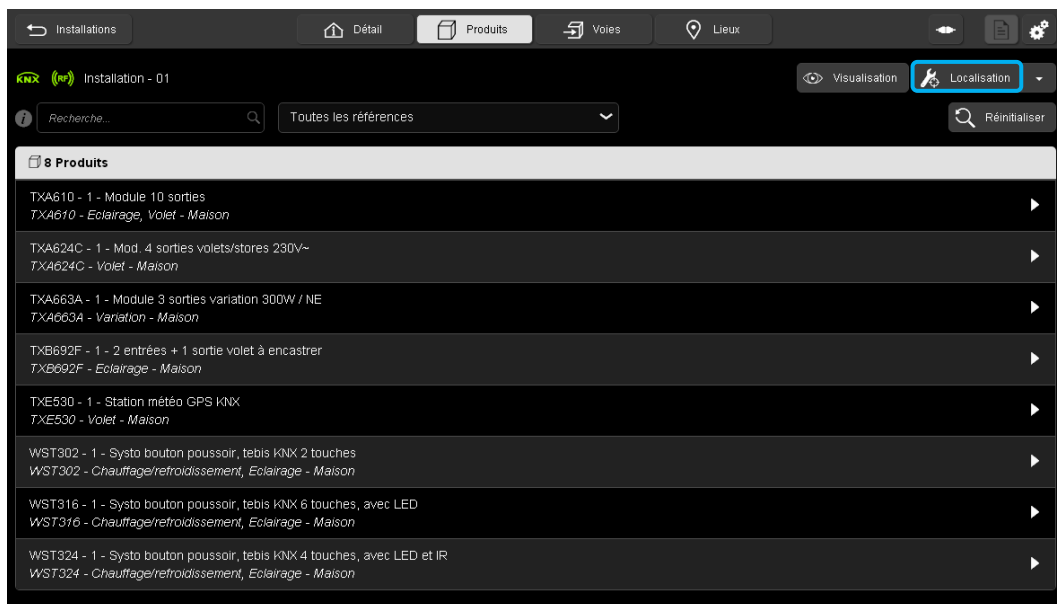 Installations
Détail
Produits
Voies
Lieux
KNX ((RF)) Installation - 01
Visualisation
Localisation
Recherche...
Toutes les références
Réinitialiser
8 Produits
TXA610 - 1 - Module 10 sorties
TXA610 - Eclairage, Volet - Maison
TXA624C - 1 - Mod. 4 sorties volets/stores 230V~
TXA624C - Volet - Maison
TXA663A - 1 - Module 3 sorties variation 300W / NE
TXA663A - Variation - Maison
TXB692F - 1 - 2 entrées + 1 sortie volet à encastrer
TXB692F - Eclairage - Maison
TXE530 - 1 - Station météo GPS KNX
TXE530 - Volet - Maison
WST302 - 1 - Systo bouton poussoir, tebis KNX 2 touches
WST302 - Chauffage/refroidissement, Eclairage - Maison
WST316 - 1 - Systo bouton poussoir, tebis KNX 6 touches, avec LED
WST316 - Chauffage/refroidissement, Eclairage - Maison
WST324 - 1 - Systo bouton poussoir, tebis KNX 4 touches, avec LED et IR
WST324 - Chauffage/refroidissement, Eclairage - Maison